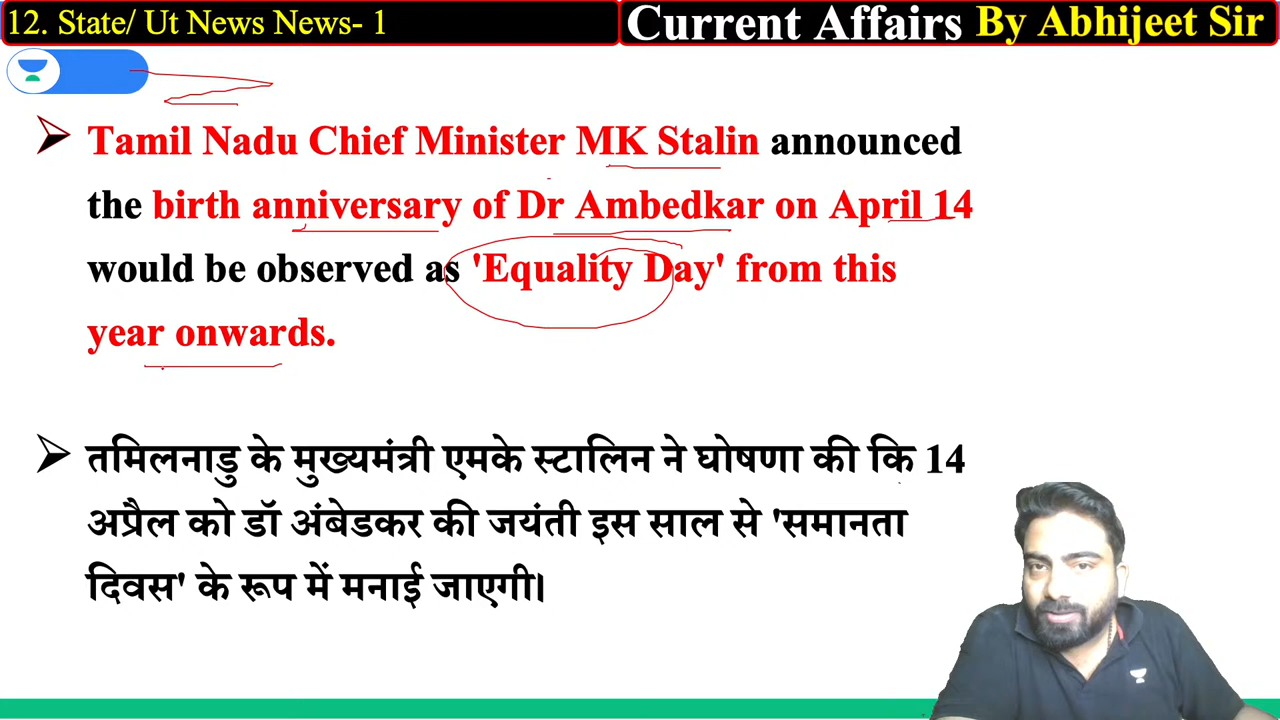 12. State/ Ut News News- 1
Current Affairs By Abhijeet Sir
Tamil Nadu Chief Minister MK Stalin announced
the birth anniversary of Dr Ambedkar on April 14
would be observed as 'Equality Day' from this
year onwards.
तमिलनाडु के मुख्यमंत्री एमके स्टालिन ने घोषणा की कि 14
अप्रैल को डॉ अंबेडकर की जयंती इस साल से 'समानता
दिवस' के रूप में मनाई जाएगी।